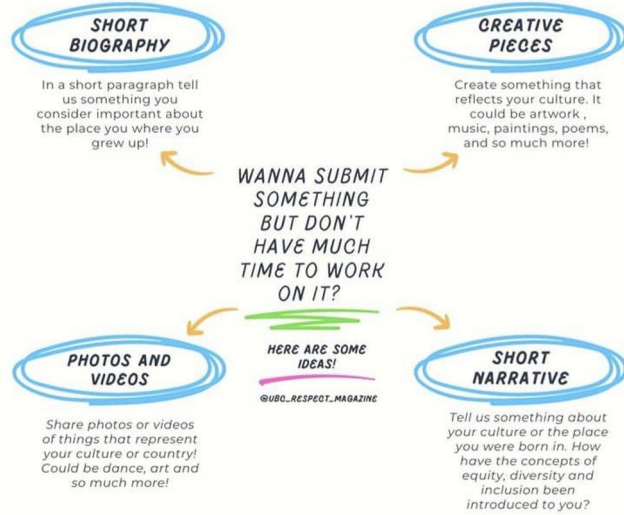 SHORT
BIOGRAPHY
In a short paragraph tell
us something you
consider important about
the place you where you
grew up!
CREATIVE
PIECES
Create something that
reflects your culture. It
could be artwork ,
music, paintings, poems,
and so much more!
WANNA SUBMIT
SOMETHING
BUT DON'T
HAVE MUCH
TIME TO WORK
ON IT?
HERE ARE SOME
IDEAS!
@UBC_RESPECT_MAGAZINE
PHOTOS AND
VIDEOS
Share photos or videos
of things that represent
your culture or country!
Could be dance, art and
so much more!
SHORT
NARRATIVE
Tell us something about
your culture or the place
you were born in. How
have the concepts of
equity, diversity and
inclusion been
introduced to you?